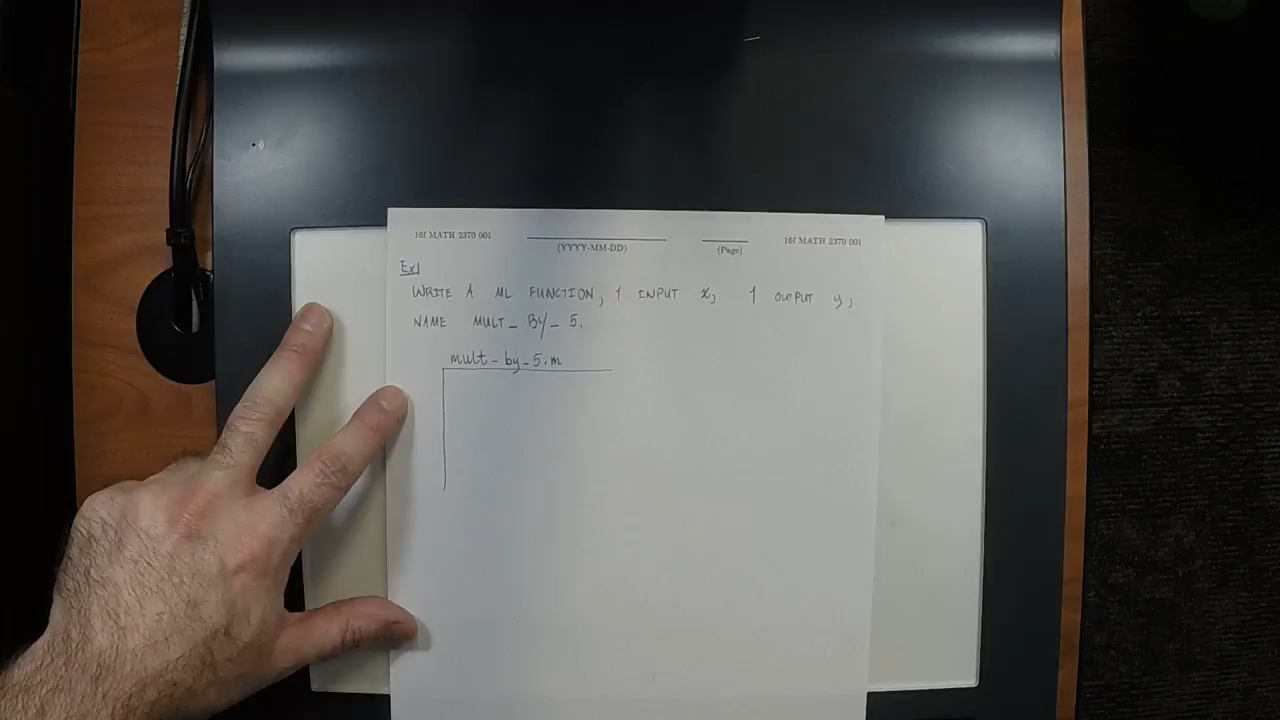 16f MATH 2370 001 (YYYY-MM-DD) (Page) 16f MATH 2370 001
Ex1
WRITE A ML FUNCTION, 1 INPUT x, 1 OUTPUT y,
NAME MULT_BY_5.
mult_by_5.m